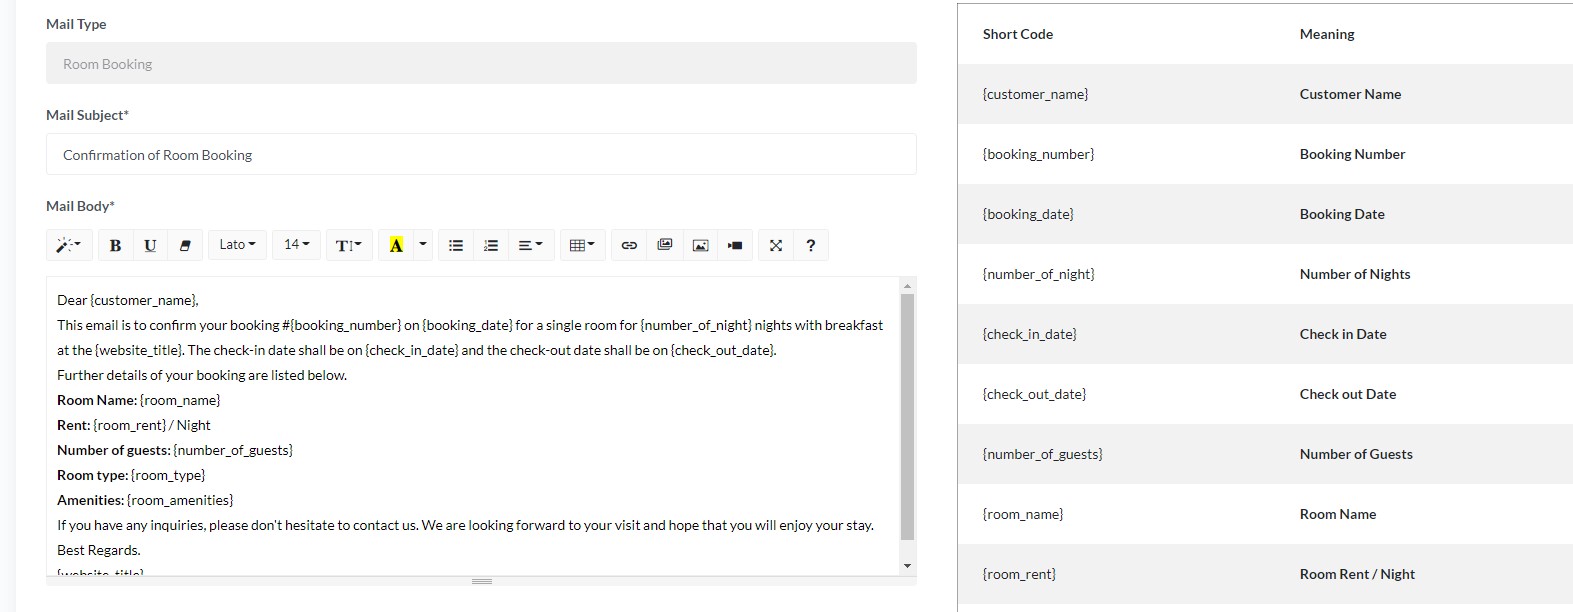 Mail Type
Room Booking
Mail Subject*
Confirmation of Room Booking
Mail Body*
B U Lato 14 T A ?
Dear {customer_name},
This email is to confirm your booking #{booking_number} on {booking_date} for a single room for {number_of_night} nights with breakfast
at the {website_title}. The check-in date shall be on {check_in_date} and the check-out date shall be on {check_out_date}.
Further details of your booking are listed below.
Room Name: {room_name}
Rent: {room_rent} / Night
Number of guests: {number_of_guests}
Room type: {room_type}
Amenities: {room_amenities}
If you have any inquiries, please don't hesitate to contact us. We are looking forward to your visit and hope that you will enjoy your stay.
Best Regards.
{website_title}
Short Code Meaning
{customer_name} Customer Name
{booking_number} Booking Number
{booking_date} Booking Date
{number_of_night} Number of Nights
{check_in_date} Check in Date
{check_out_date} Check out Date
{number_of_guests} Number of Guests
{room_name} Room Name
{room_rent} Room Rent / Night